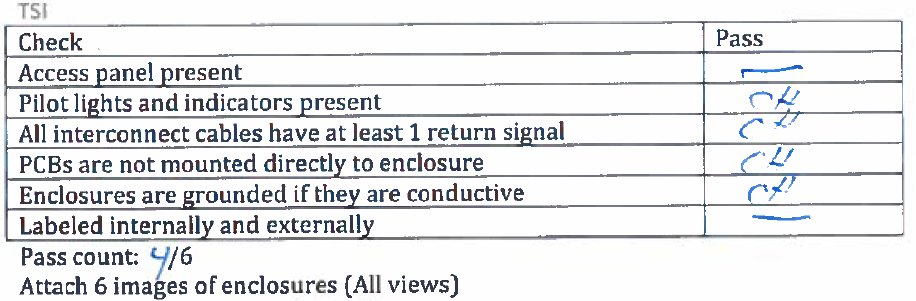 TSI
Check Pass
Access panel present —
Pilot lights and indicators present CH
All interconnect cables have at least 1 return signal CH
PCBs are not mounted directly to enclosure CH
Enclosures are grounded if they are conductive CH
Labeled internally and externally —
Pass count: 4/6
Attach 6 images of enclosures (All views)